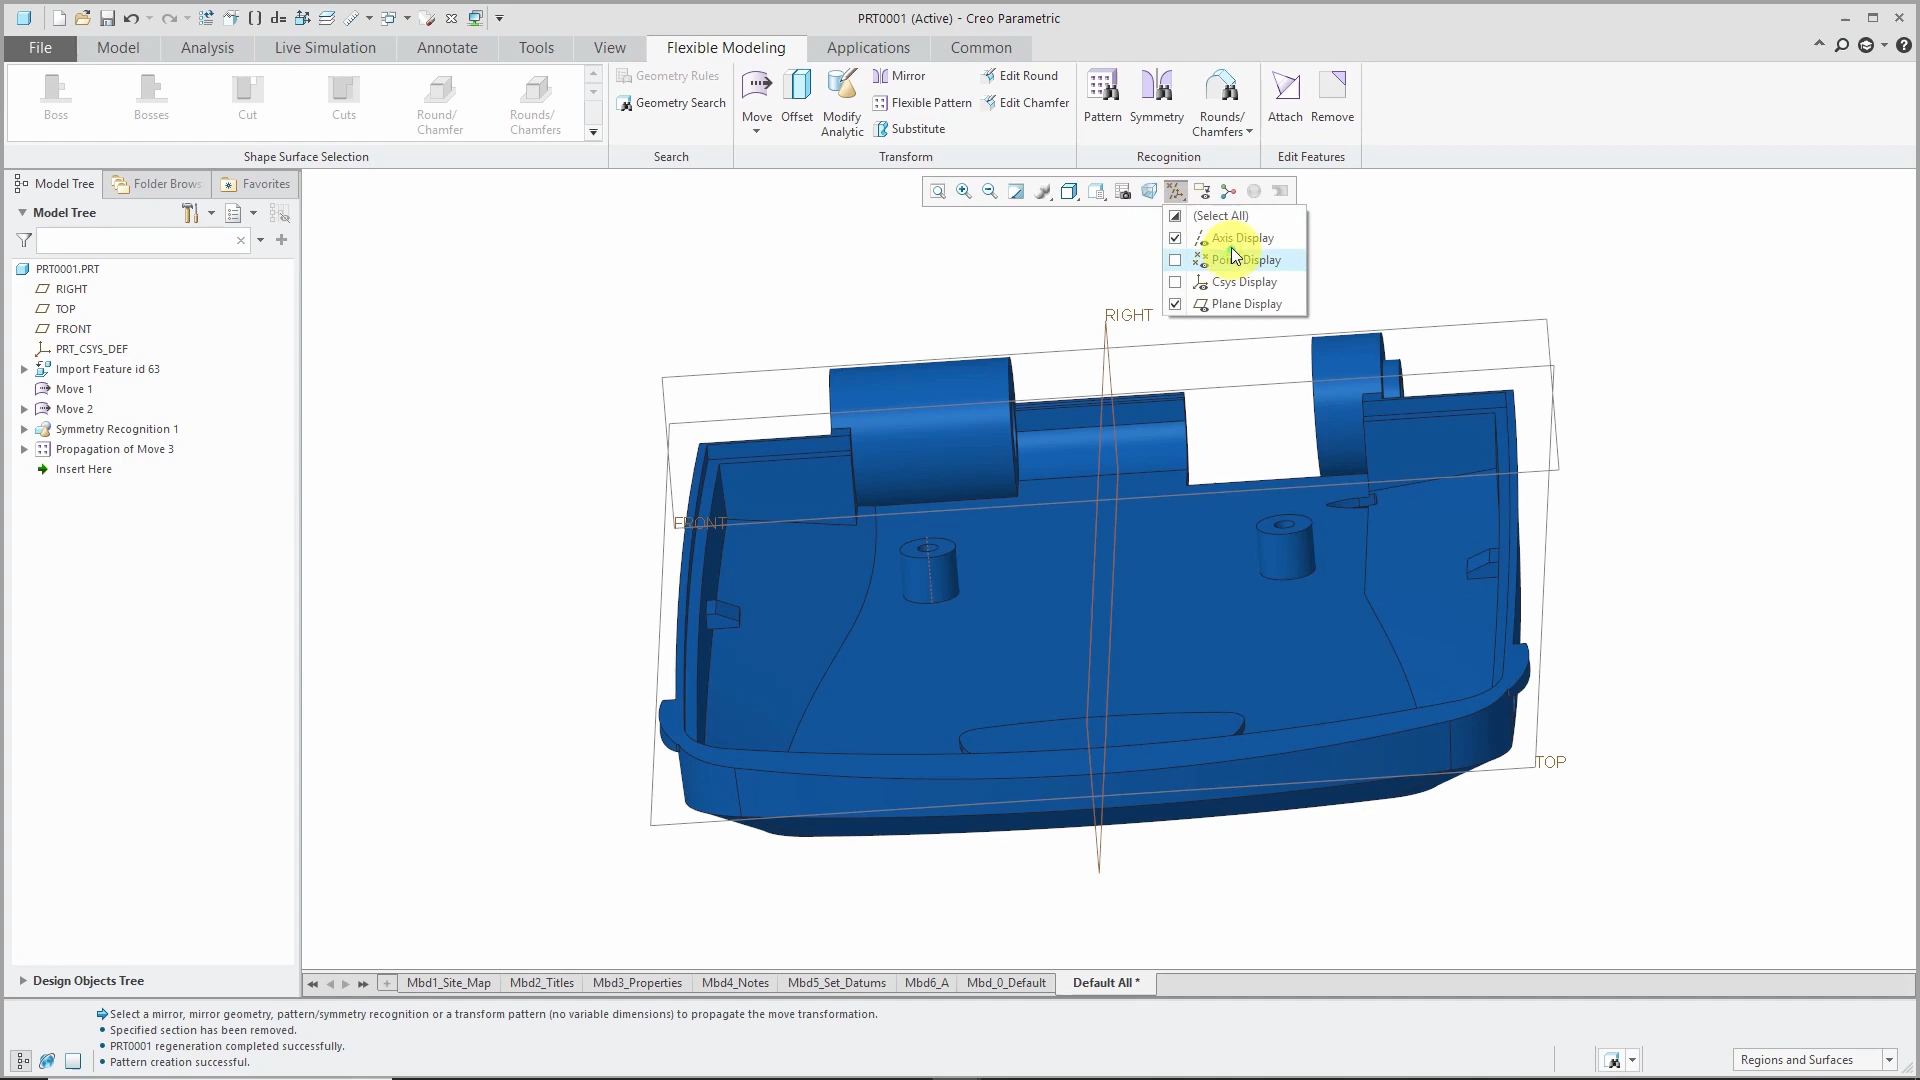 PRT0001 (Active) - Creo Parametric
File Model Analysis Live Simulation Annotate Tools View Flexible Modeling Applications Common
Boss Bosses Cut Cuts Round/ Chamfer Rounds/ Chamfers
Shape Surface Selection
Geometry Rules
Geometry Search
Search
Move Offset Modify Analytic
Mirror
Flexible Pattern
Substitute
Edit Round
Edit Chamfer
Transform
Pattern Symmetry Rounds/ Chamfers
Recognition
Attach Remove
Edit Features
Model Tree Folder Brows Favorites
Model Tree
PRT0001.PRT
RIGHT
TOP
FRONT
PRT_CSYS_DEF
Import Feature id 63
Move 1
Move 2
Symmetry Recognition 1
Propagation of Move 3
Insert Here
Design Objects Tree
(Select All)
Axis Display
Point Display
Csys Display
Plane Display
RIGHT
FRONT
TOP
Mbd1_Site_Map Mbd2_Titles Mbd3_Properties Mbd4_Notes Mbd5_Set_Datums Mbd6_A Mbd_0_Default Default All *
Select a mirror, mirror geometry, pattern/symmetry recognition or a transform pattern (no variable dimensions) to propagate the move transformation.
• Specified section has been removed.
• PRT0001 regeneration completed successfully.
• Pattern creation successful.
Regions and Surfaces